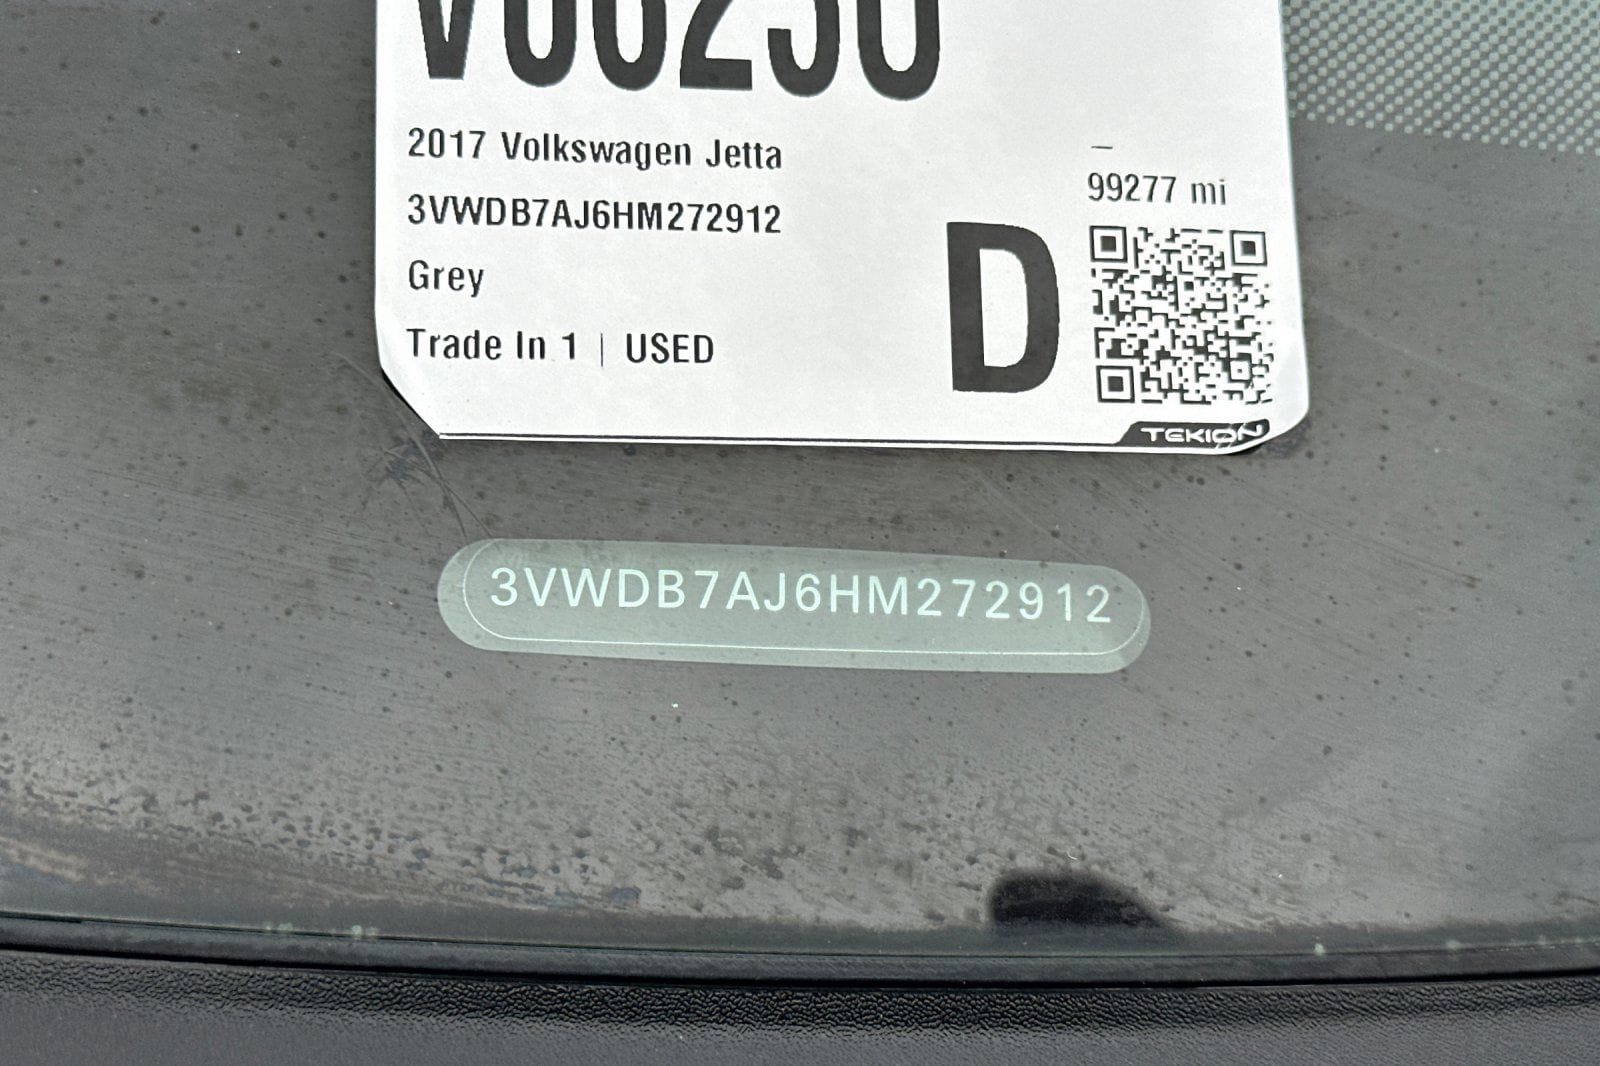 2017 Volkswagen Jetta
3VWDB7AJ6HM272912
Grey
Trade In 1 | USED
–
99277 mi
D
TEKION
3VWDB7AJ6HM272912